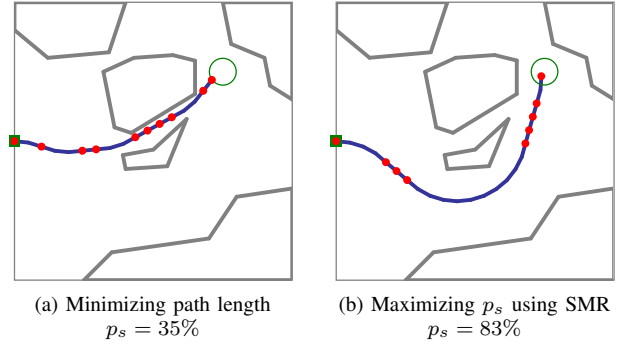 (a) Minimizing path length
p_s = 35%
(b) Maximizing p_s using SMR
p_s = 83%